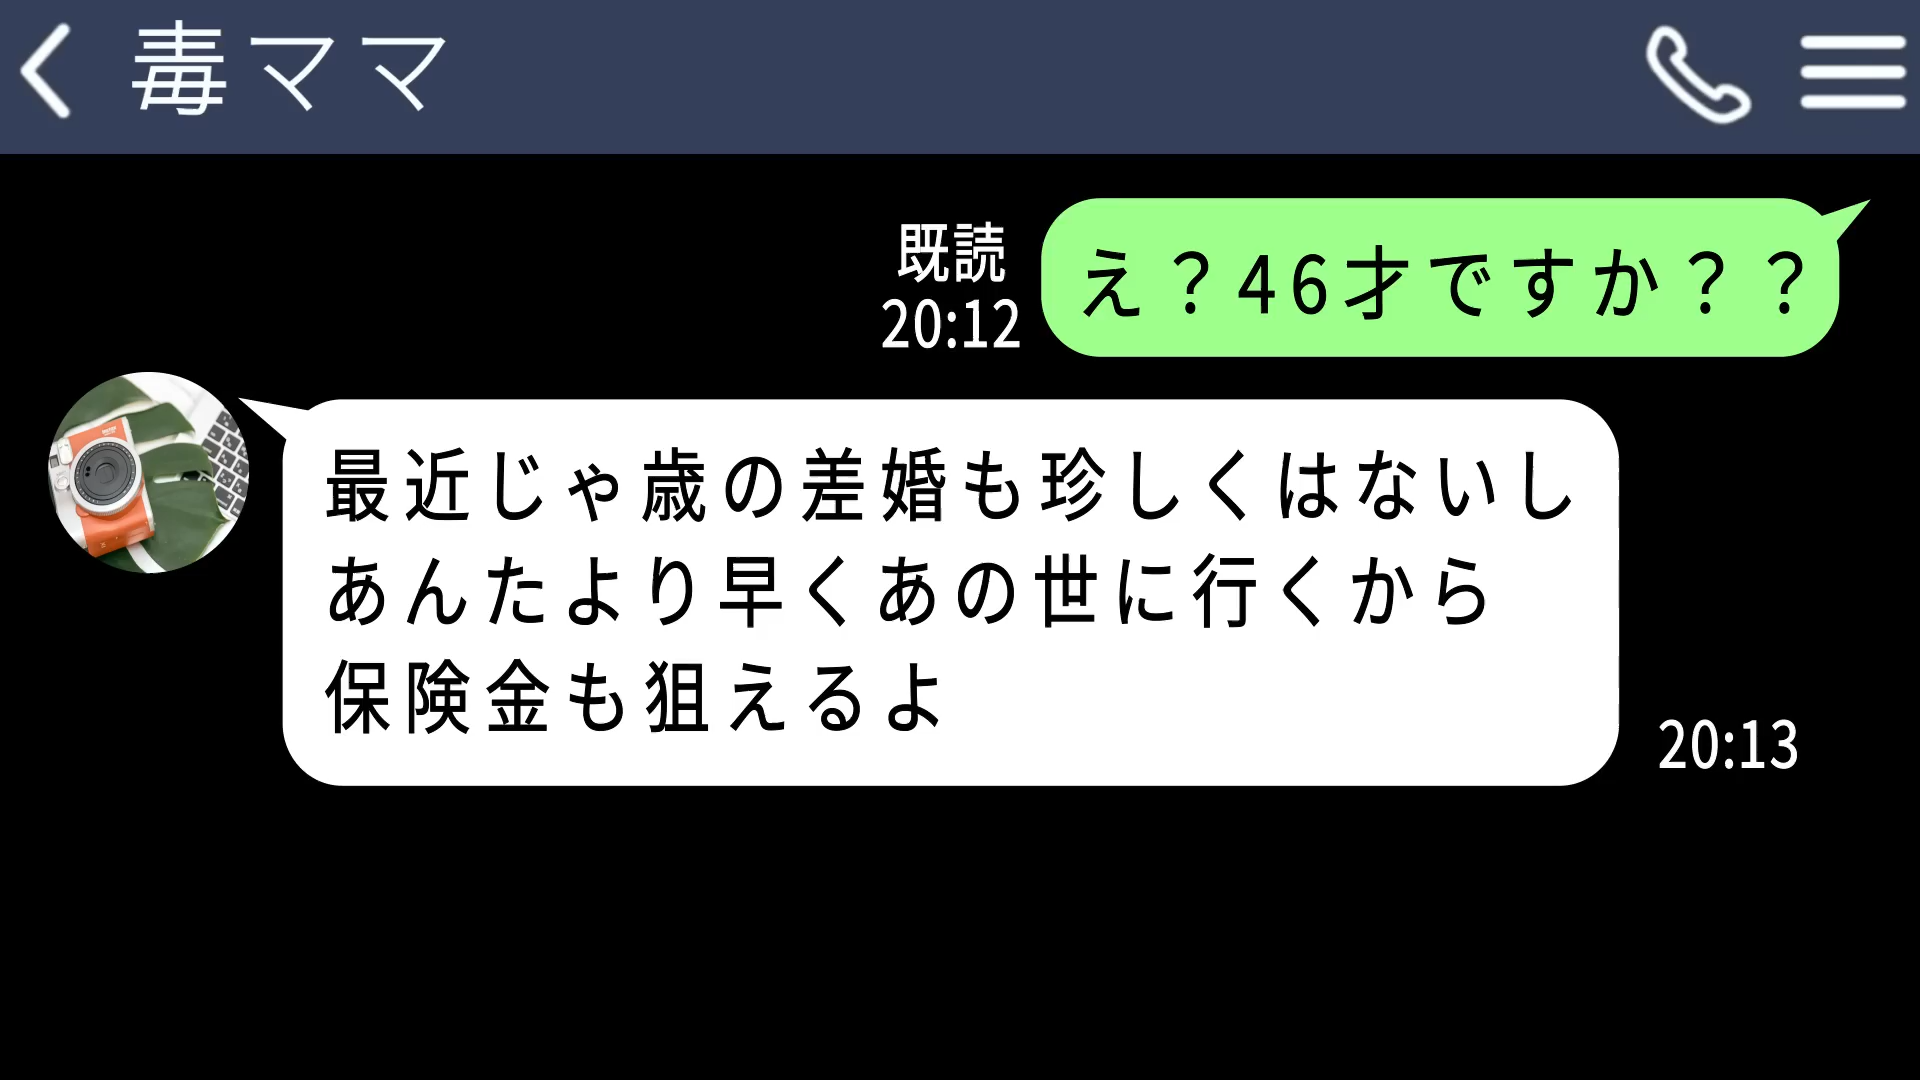 毒ママ
え？46才ですか？？
既読
20:12
最近じゃ歳の差婚も珍しくはないし
あんたより早くあの世に行くから
保険金も狙えるよ
20:13